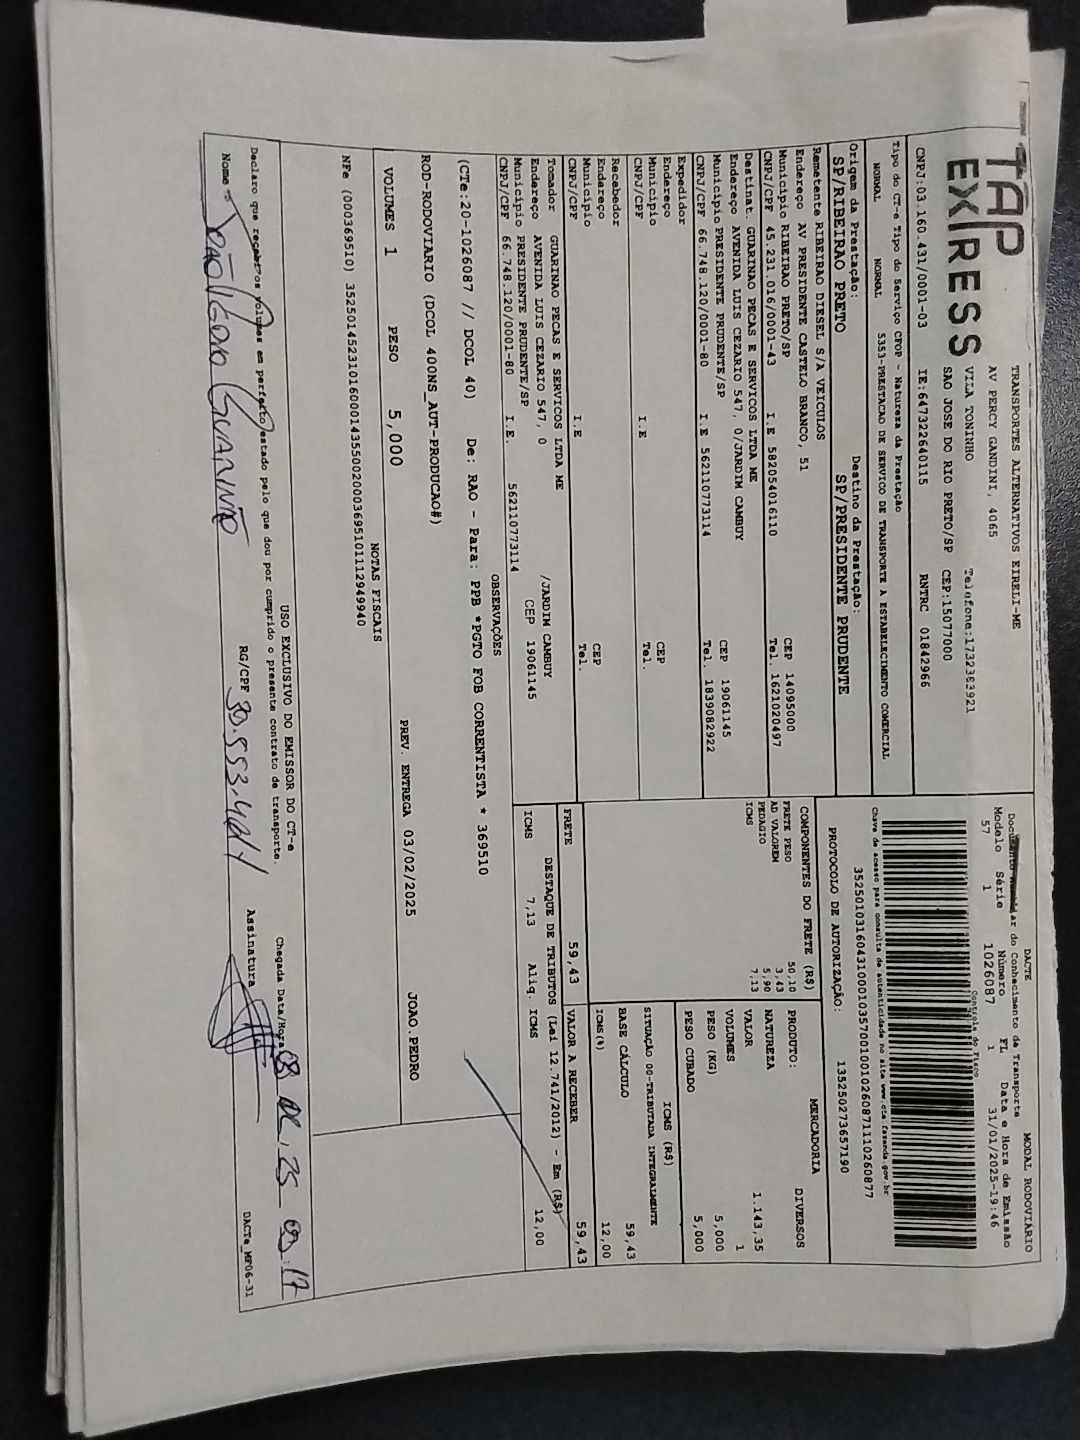 TAP
EXPRESS
TRANSPORTES ALTERNATIVOS EIRELI-ME
AV PERCY GANDINI, 4065
VILA TONINHO Telefone:1732383921
SAO JOSE DO RIO PRETO/SP CEP:15077000
CNPJ:03.160.431/0001-03 IE:647322640115 RNTRC 01842966
Tipo do CT-e Tipo do Serviço CFOP - Natureza da Prestação
NORMAL NORMAL 5353-PRESTACAO DE SERVICO DE TRANSPORTE A ESTABELECIMENTO COMERCIAL
Origem da Prestação: Destino da Prestação:
SP/RIBEIRAO PRETO SP/PRESIDENTE PRUDENTE
Remetente RIBEIRAO DIESEL S/A VEICULOS
Endereço AV PRESIDENTE CASTELO BRANCO, 51 CEP 14095000
Município RIBEIRAO PRETO/SP Tel. 1621020497
CNPJ/CPF 45.231.016/0001-43 I.E 582054016110
Destinat. GUARINAO PECAS E SERVICOS LTDA ME
Endereço AVENIDA LUIS CEZARIO 547, 0/JARDIM CAMBUY CEP 19061145
Município PRESIDENTE PRUDENTE/SP Tel. 1839082922
CNPJ/CPF 66.748.120/0001-80 I.E 562110773114
Expedidor
Endereço CEP
Município Tel.
CNPJ/CPF I.E
Recebedor
Endereço CEP
Município Tel.
CNPJ/CPF I.E
Tomador GUARINAO PECAS E SERVICOS LTDA ME
Endereço AVENIDA LUIS CEZARIO 547, 0 /JARDIM CAMBUY
Município PRESIDENTE PRUDENTE/SP CEP 19061145
CNPJ/CPF 66.748.120/0001-80 I.E. 562110773114
DACTE MODAL RODOVIÁRIO
ar do Conhecimento de Transporte
Modelo Série Número FL Data e Hora de Emissão
57 1 1026087 1 31/01/2025-19:46
Controle do Fisco
Chave de acesso para consulta de autenticidade no site www.cte.fazenda.gov.br
PROTOCOLO DE AUTORIZAÇÃO: 135250273657190
COMPONENTES DO FRETE (R$)
FRETE PESO 50,10
AD VALOREM 3,43
PEDAGIO 5,90
ICMS 7,13
MERCADORIA
PRODUTO:
NATUREZA DIVERSOS
VALOR 1.143,35
VOLUMES 1
PESO (KG) 5,000
PESO CUBADO 5,000
ICMS (R$)
SITUAÇÃO 00-TRIBUTADA INTEGRALMENTE
BASE CÁLCULO 59,43
ICMS(%) 12,00
FRETE 59,43 VALOR A RECEBER 59,43
DESTAQUE DE TRIBUTOS (Lei 12.741/2012) - Em (R$)
ICMS 7,13 Aliq. ICMS 12,00
OBSERVAÇÕES
(CTe:20-1026087 // DCOL 40) De: RAO - Para: PPB *PGTO FOB CORRENTISTA * 369510
ROD-RODOVIARIO (DCOL 400NS_AUT-PRODUCAO#)
VOLUMES 1 PESO 5,000 PREV. ENTREGA 03/02/2025 JOAO.PEDRO
NOTAS FISCAIS
USO EXCLUSIVO DO EMISSOR DO CT-e
Declaro que recebi os volumes em perfeito estado pelo que dou por cumprido o presente contrato de transporte.
Chegada Data/Hora
Nome GUARINÃO RG/CPF Assinatura
DACTe_MP06-31